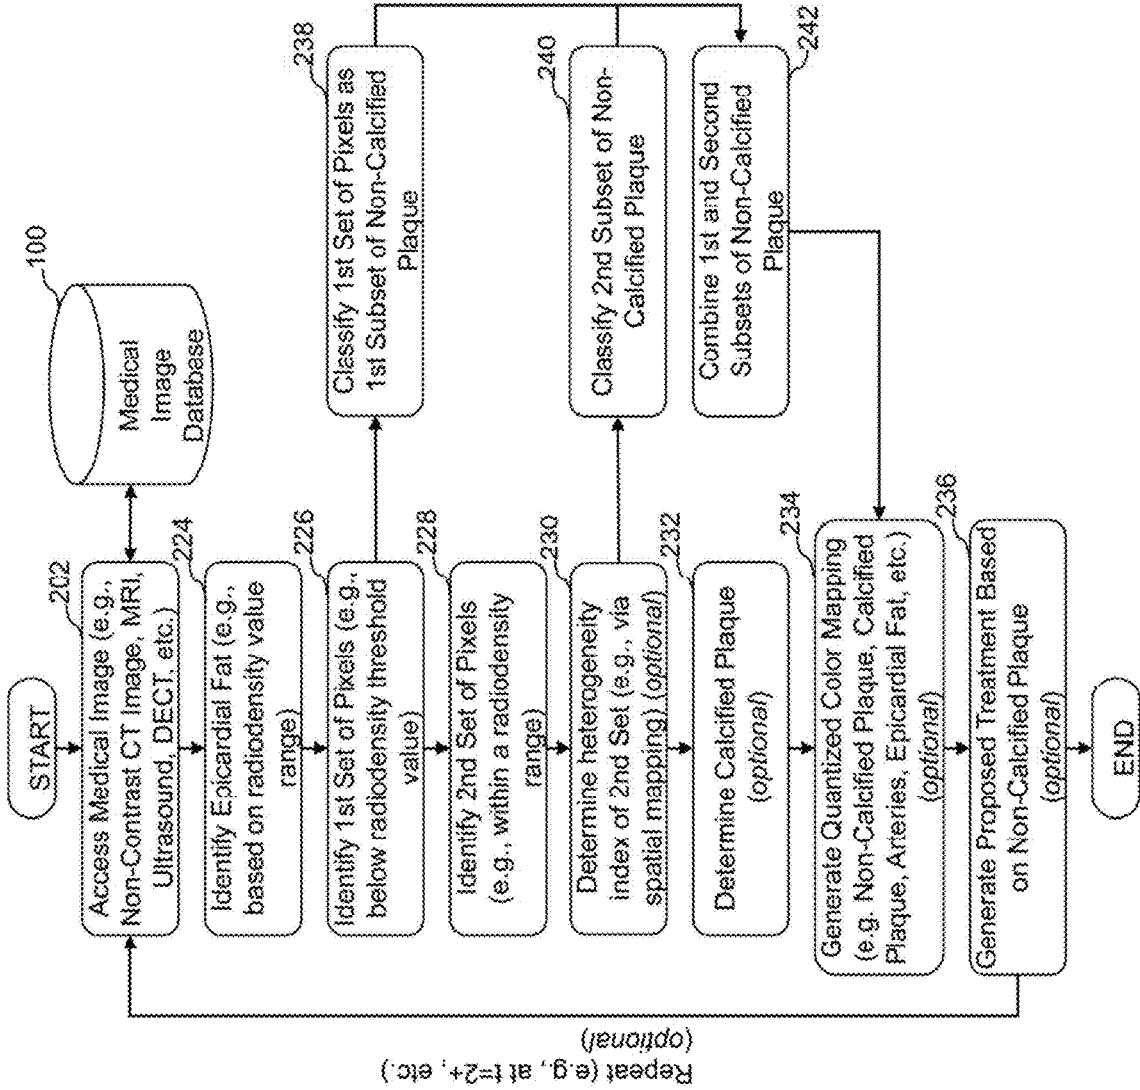 START
202
Access Medical Image (e.g.,
Non-Contrast CT Image, MRI,
Ultrasound, DECT, etc.)
100
Medical
Image
Database
224
Identify Epicardial Fat (e.g.,
based on radiodensity value
range)
226
Identify 1st Set of Pixels (e.g.,
below radiodensity threshold
value)
238
Classify 1st Set of Pixels as
1st Subset of Non-Calcified
Plaque
228
Identify 2nd Set of Pixels
(e.g., within a radiodensity
range)
230
Determine heterogeneity
index of 2nd Set (e.g., via
spatial mapping) (optional)
240
Classify 2nd Subset of Non-
Calcified Plaque
232
Determine Calcified Plaque
(optional)
242
Combine 1st and Second
Subsets of Non-Calcified
Plaque
234
Generate Quantized Color Mapping
(e.g. Non-Calcified Plaque, Calcified
Plaque, Areries, Epicardial Fat, etc.)
(optional)
236
Generate Proposed Treatment Based
on Non-Calcified Plaque
(optional)
END
Repeat (e.g., at t=2+, etc.)
(optional)